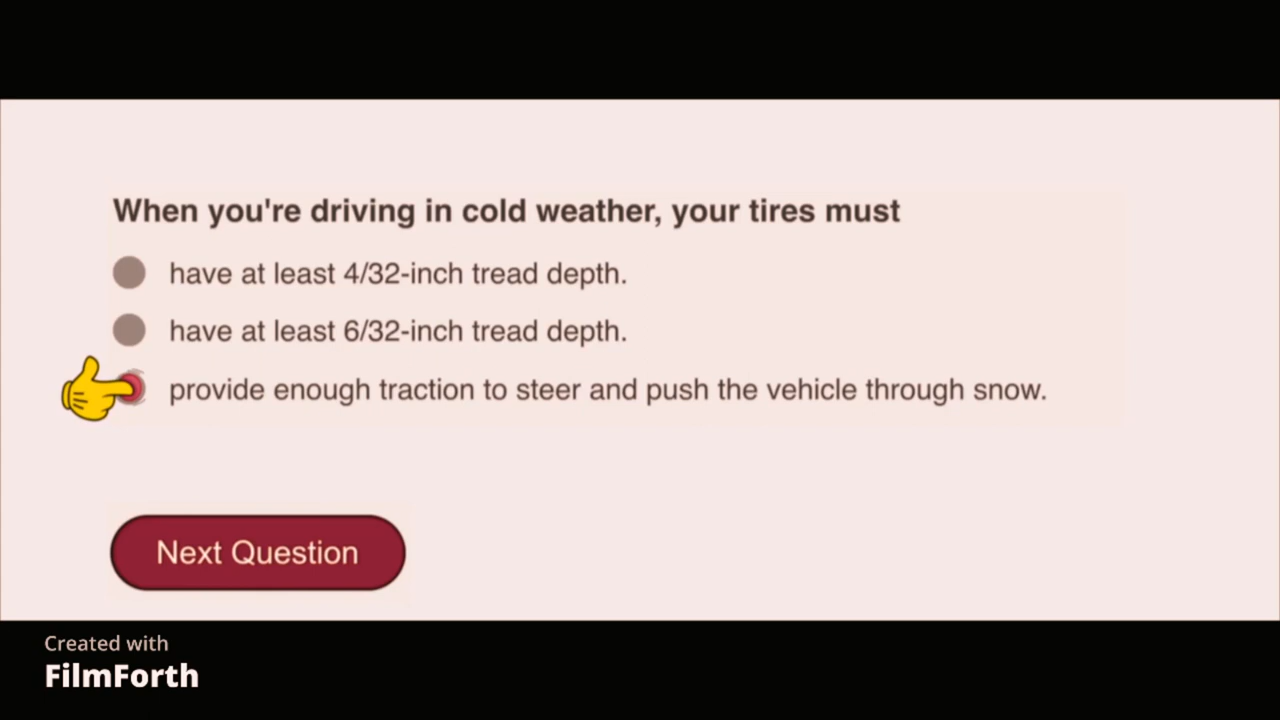 When you're driving in cold weather, your tires must
have at least 4/32-inch tread depth.
have at least 6/32-inch tread depth.
provide enough traction to steer and push the vehicle through snow.
Next Question
Created with
FilmForth